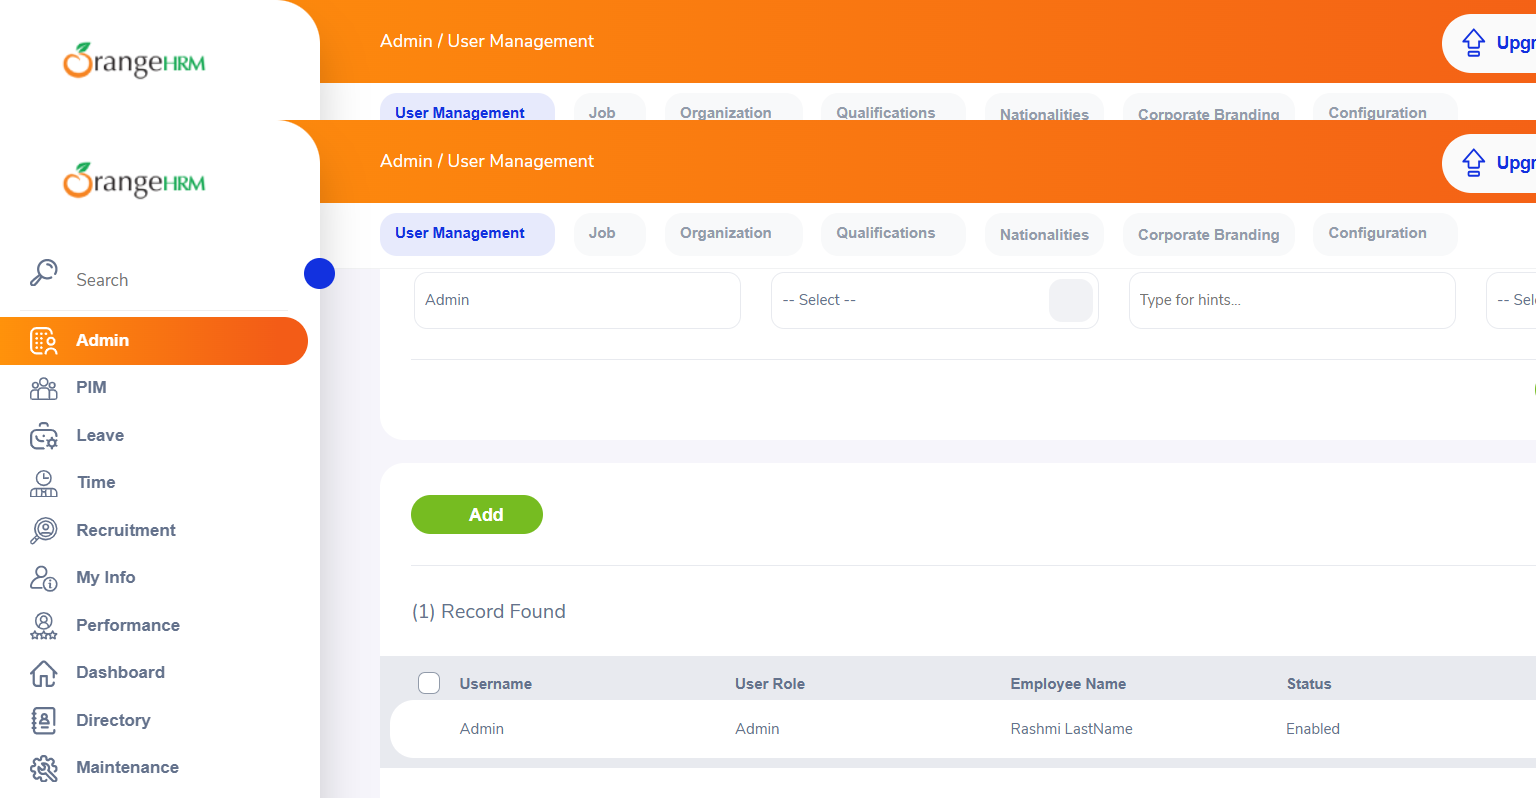 OrangeHRM
Admin / User Management
Upgr
User Management Job Organization Qualifications Nationalities Corporate Branding Configuration
OrangeHRM
Admin / User Management
Upgr
User Management Job Organization Qualifications Nationalities Corporate Branding Configuration
Search
Admin -- Select -- Type for hints... -- Sele
Admin
PIM
Leave
Time
Recruitment
My Info
Performance
Dashboard
Directory
Maintenance
Add
(1) Record Found
Username User Role Employee Name Status
Admin Admin Rashmi LastName Enabled